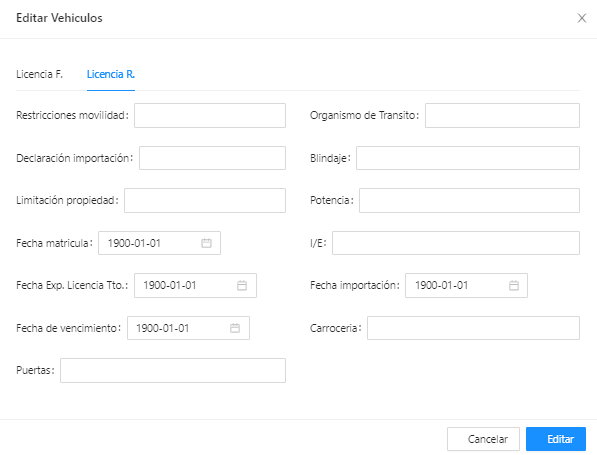 Editar Vehiculos
Licencia F. Licencia R.
Restricciones movilidad: Organismo de Transito:
Declaración importación: Blindaje:
Limitación propiedad: Potencia:
Fecha matricula: 1900-01-01 I/E:
Fecha Exp. Licencia Tto.: 1900-01-01 Fecha importación: 1900-01-01
Fecha de vencimiento: 1900-01-01 Carroceria:
Puertas:
Cancelar Editar